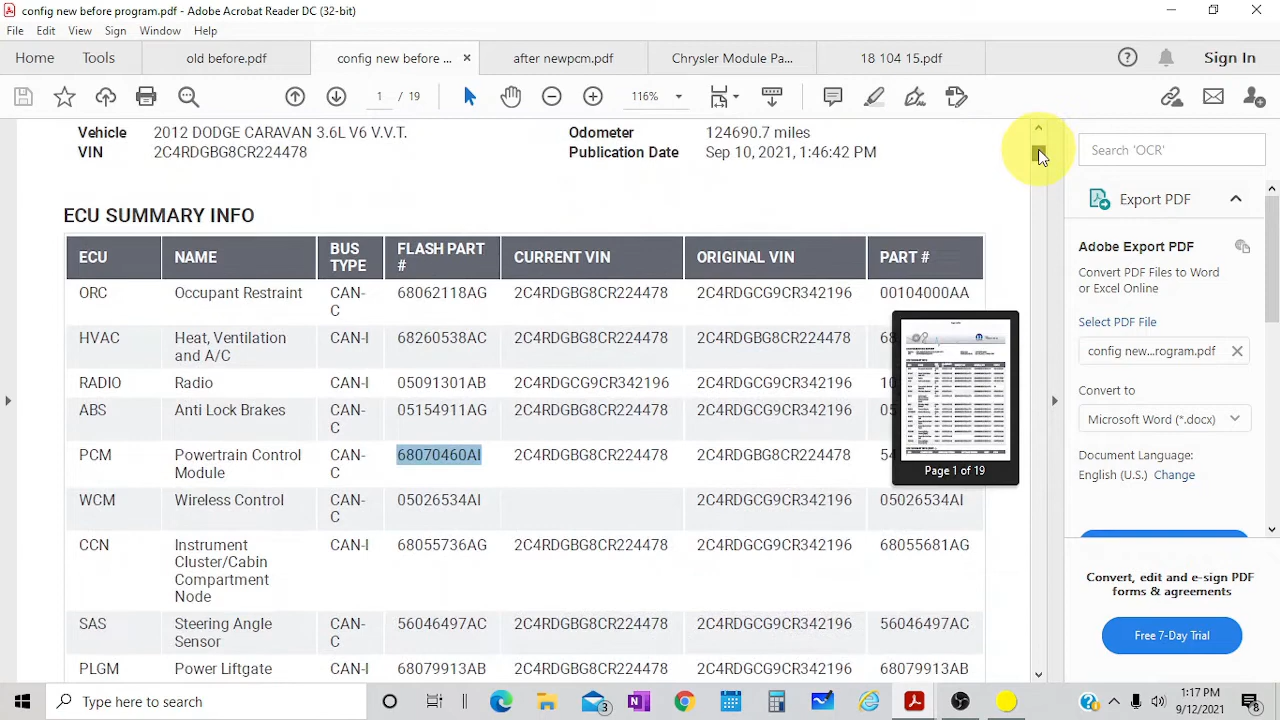 config new before program.pdf - Adobe Acrobat Reader DC (32-bit)
File Edit View Sign Window Help
Home Tools old before.pdf config new before ... × after newpcm.pdf Chrysler Module Pa... 18 104 15.pdf Sign In
1 / 19 116%
Vehicle 2012 DODGE CARAVAN 3.6L V6 V.V.T. Odometer 124690.7 miles
VIN 2C4RDGBG8CR224478 Publication Date Sep 10, 2021, 1:46:42 PM
ECU SUMMARY INFO
ECU NAME BUS TYPE FLASH PART # CURRENT VIN ORIGINAL VIN PART #
ORC Occupant Restraint CAN-C 68062118AG 2C4RDGBG8CR224478 2C4RDGCG9CR342196 00104000AA
HVAC Heat, Ventilation and A/C CAN-I 68260538AC 2C4RDGBG8CR224478 2C4RDGCG9CR342196 68
RADIO Radio CAN-I 05091301AB 2C4RDGCG9CR342196 2C4RDGCG9CR342196 10
ABS Anti Lock Brakes CAN-C 05154911AG 2C4RDGBG8CR224478 2C4RDGCG9CR342196 05
PCM Powertrain Control Module CAN-C 68070460AI 2C4RDGBG8CR224478 2C4RDGBG8CR224478 54
WCM Wireless Control CAN-C 05026534AI 2C4RDGCG9CR342196 05026534AI
CCN Instrument Cluster/Cabin Compartment Node CAN-I 68055736AG 2C4RDGBG8CR224478 2C4RDGCG9CR342196 68055681AG
SAS Steering Angle Sensor CAN-C 56046497AC 2C4RDGBG8CR224478 2C4RDGCG9CR342196 56046497AC
PLGM Power Liftgate CAN-I 68079913AB 2C4RDGBG8CR224478 2C4RDGCG9CR342196 68079913AB
Page 1 of 19
Search 'OCR'
Export PDF
Adobe Export PDF
Convert PDF Files to Word
or Excel Online
Select PDF File
config new...rogram.pdf
Convert to
Microsoft Word (*.docx)
Document Language:
English (U.S.) Change
Convert, edit and e-sign PDF
forms & agreements
Free 7-Day Trial
Type here to search
3
1:17 PM
9/12/2021
8